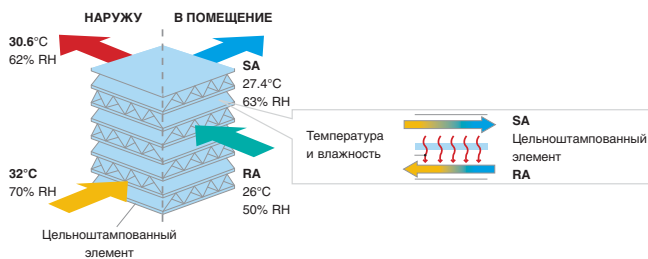 НАРУЖУ
В ПОМЕЩЕНИЕ
30.6°C
62% RH
SA
27.4°C
63% RH
32°C
70% RH
RA
26°C
50% RH
Цельноштампованный
элемент
Температура
и влажность
SA
Цельноштампованный
элемент
RA